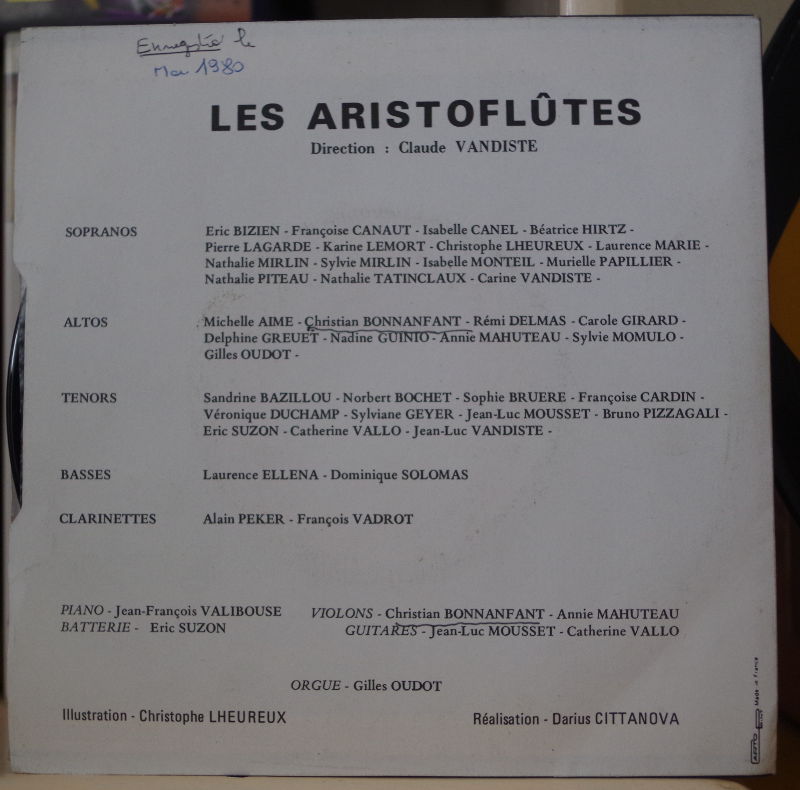 Enregistré le
Mai 1980
LES ARISTOFLÛTES
Direction : Claude VANDISTE
SOPRANOS
Eric BIZIEN - Françoise CANAUT - Isabelle CANEL - Béatrice HIRTZ -
Pierre LAGARDE - Karine LEMORT - Christophe LHEUREUX - Laurence MARIE -
Nathalie MIRLIN - Sylvie MIRLIN - Isabelle MONTEIL - Murielle PAPILLIER -
Nathalie PITEAU - Nathalie TATINCLAUX - Carine VANDISTE -
ALTOS
Michelle AIME - Christian BONNANFANT - Rémi DELMAS - Carole GIRARD -
Delphine GREUET - Nadine GUINIO - Annie MAHUTEAU - Sylvie MOMULO -
Gilles OUDOT -
TENORS
Sandrine BAZILLOU - Norbert BOCHET - Sophie BRUERE - Françoise CARDIN -
Véronique DUCHAMP - Sylviane GEYER - Jean-Luc MOUSSET - Bruno PIZZAGALI -
Eric SUZON - Catherine VALLO - Jean-Luc VANDISTE -
BASSES
Laurence ELLENA - Dominique SOLOMAS
CLARINETTES
Alain PEKER - François VADROT
PIANO - Jean-François VALIBOUSE
BATTERIE - Eric SUZON
VIOLONS - Christian BONNANFANT - Annie MAHUTEAU
GUITARES - Jean-Luc MOUSSET - Catherine VALLO
ORGUE - Gilles OUDOT
Illustration - Christophe LHEUREUX
Réalisation - Darius CITTANOVA
Made in France